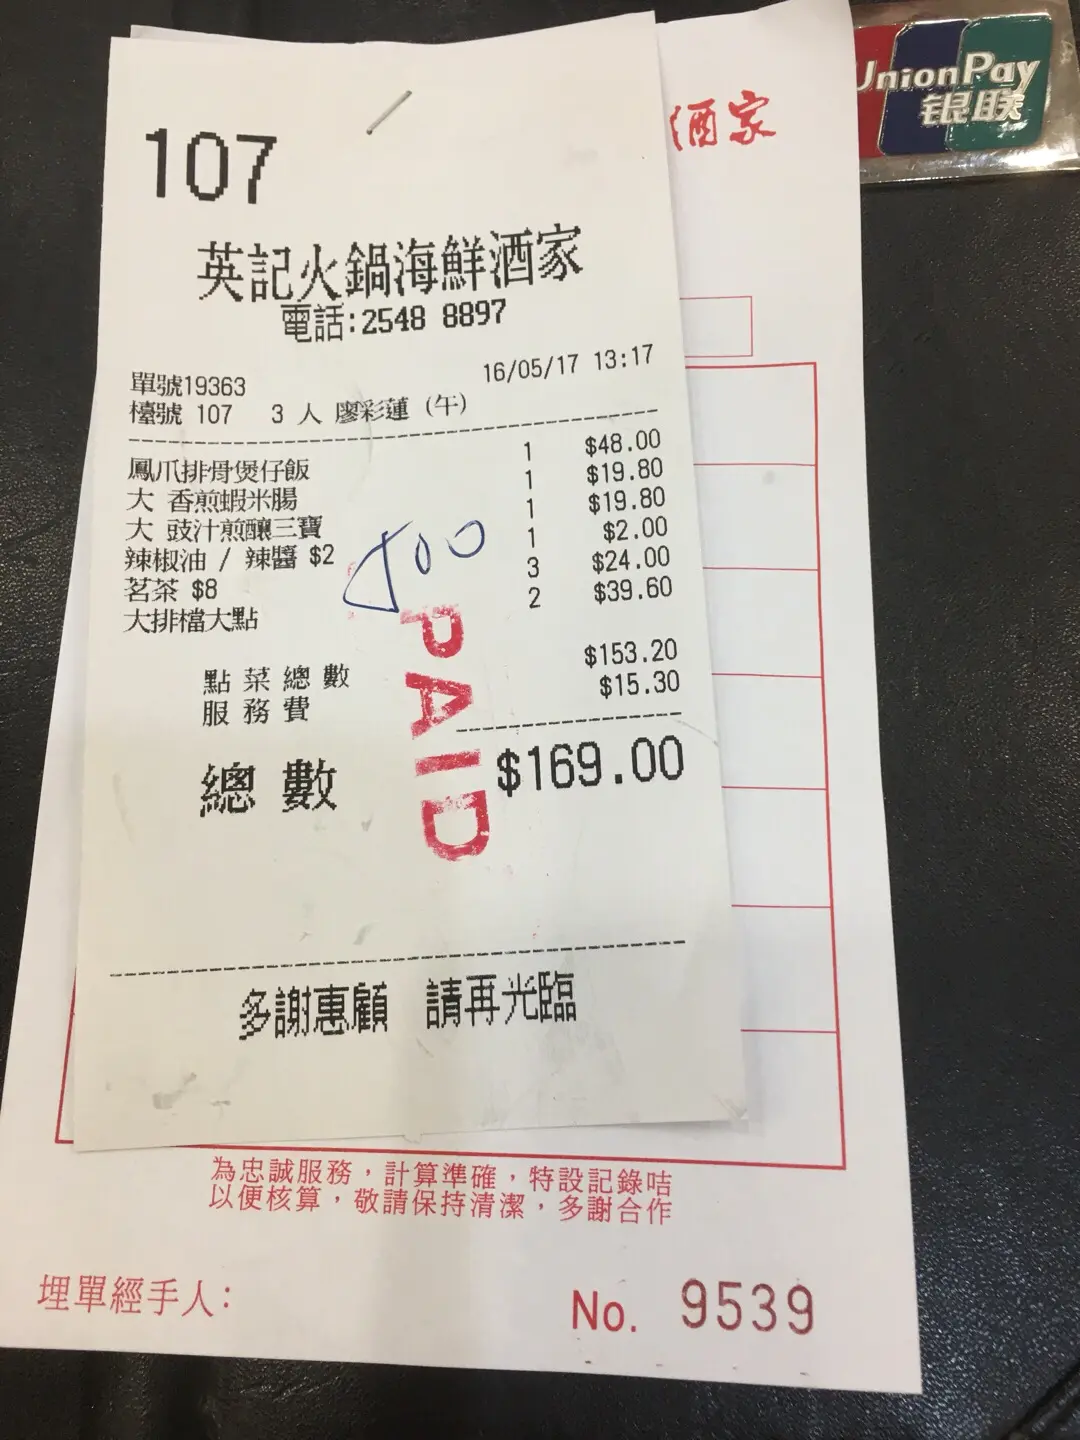 UnionPay
银联
酒家
107
英記火鍋海鮮酒家
電話:2548 8897
單號19363 16/05/17 13:17
檯號 107 3 人 廖彩蓮 (午)
鳳爪排骨煲仔飯 1 $48.00
大 香煎蝦米腸 1 $19.80
大 豉汁煎釀三寶 1 $19.80
辣椒油 / 辣醬 $2 1 $2.00
茗茶 $8 3 $24.00
大排檔大點 2 $39.60
500
PAID
點菜總數 $153.20
服務費 $15.30
總數 $169.00
多謝惠顧 請再光臨
為忠誠服務，計算準確，特設記錄咭
以便核算，敬請保持清潔，多謝合作
埋單經手人：
No. 9539